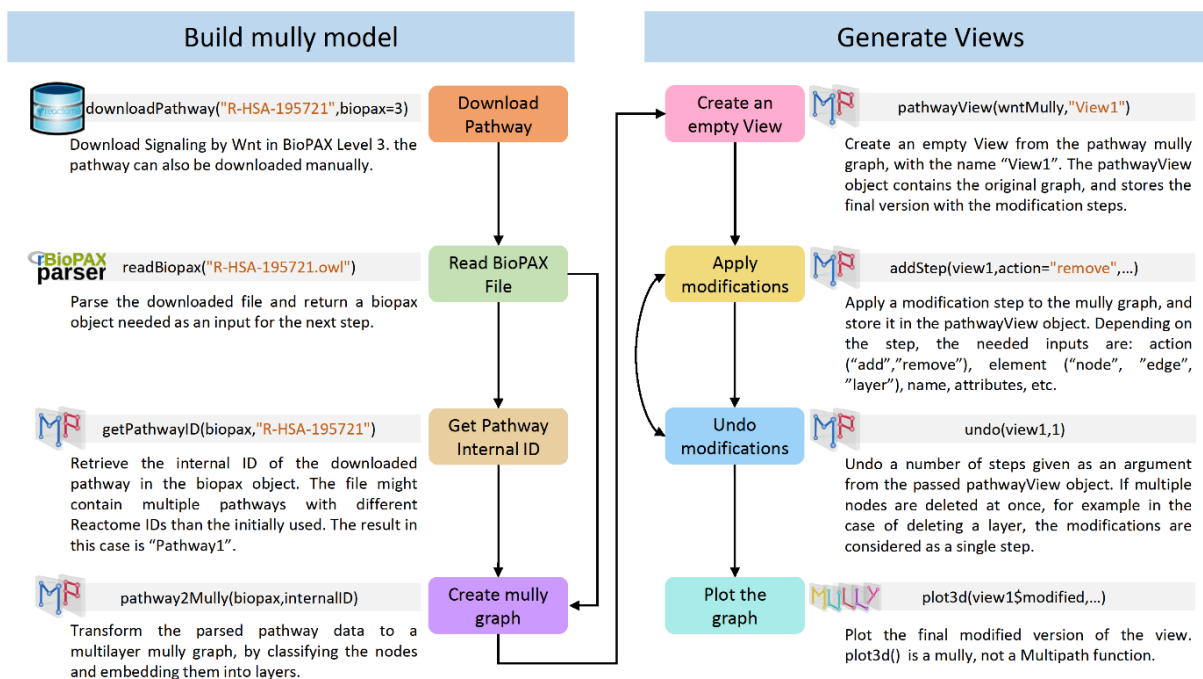 Build mully model
downloadPathway("R-HSA-195721",biopax=3)
Download Signaling by Wnt in BioPAX Level 3. the
pathway can also be downloaded manually.
Download
Pathway
rBioPAX
parser
readBiopax("R-HSA-195721.owl")
Parse the downloaded file and return a biopax
object needed as an input for the next step.
Read BioPAX
File
MP
getPathwayID(biopax,"R-HSA-195721")
Retrieve the internal ID of the downloaded
pathway in the biopax object. The file might
contain multiple pathways with different
Reactome IDs than the initially used. The result in
this case is “Pathway1”.
Get Pathway
Internal ID
MP
pathway2Mully(biopax,internalID)
Transform the parsed pathway data to a
multilayer mully graph, by classifying the nodes
and embedding them into layers.
Create mully
graph
Generate Views
Create an
empty View
MP
pathwayView(wntMully,"View1")
Create an empty View from the pathway mully
graph, with the name “View1”. The pathwayView
object contains the original graph, and stores the
final version with the modification steps.
Apply
modifications
MP
addStep(view1,action="remove",...)
Apply a modification step to the mully graph, and
store it in the pathwayView object. Depending on
the step, the needed inputs are: action
(“add”,”remove”), element (“node”, ”edge”,
”layer”), name, attributes, etc.
Undo
modifications
MP
undo(view1,1)
Undo a number of steps given as an argument
from the passed pathwayView object. If multiple
nodes are deleted at once, for example in the
case of deleting a layer, the modifications are
considered as a single step.
Plot the
graph
MULLY
plot3d(view1$modified,...)
Plot the final modified version of the view.
plot3d() is a mully, not a Multipath function.